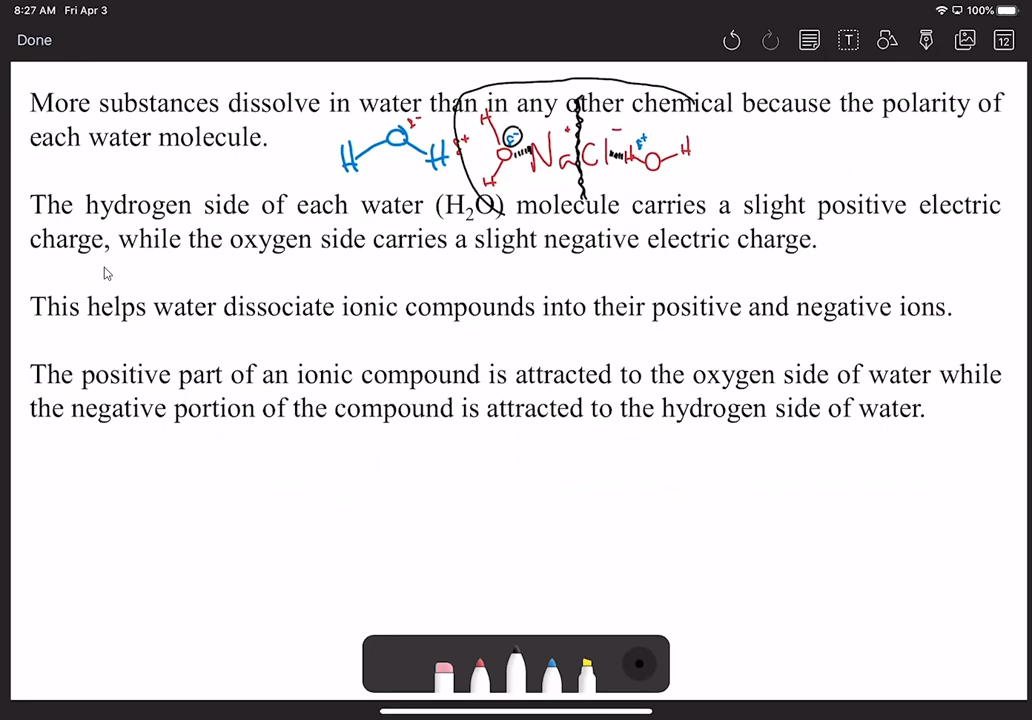 8:27 AM Fri Apr 3
100%
Done
T
12
More substances dissolve in water than in any other chemical because the polarity of
each water molecule.
H O H δ- δ+ H O H δ- Na+ Cl- H δ+ O H
The hydrogen side of each water (H₂O) molecule carries a slight positive electric
charge, while the oxygen side carries a slight negative electric charge.
This helps water dissociate ionic compounds into their positive and negative ions.
The positive part of an ionic compound is attracted to the oxygen side of water while
the negative portion of the compound is attracted to the hydrogen side of water.